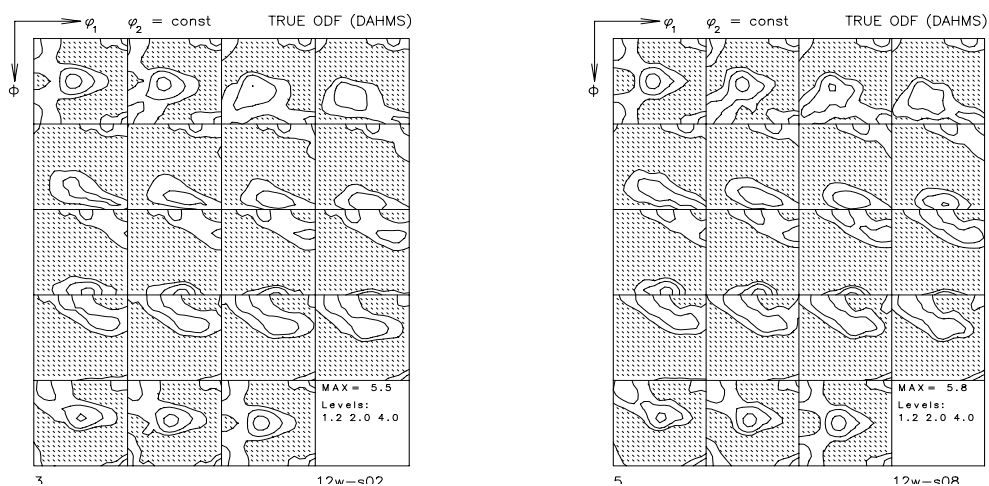 φ1 φ2 = const TRUE ODF (DAHMS)
ϕ
MAX = 5.5
Levels:
1.2 2.0 4.0
3 12w-s02
φ1 φ2 = const TRUE ODF (DAHMS)
ϕ
MAX = 5.8
Levels:
1.2 2.0 4.0
5 12w-s08